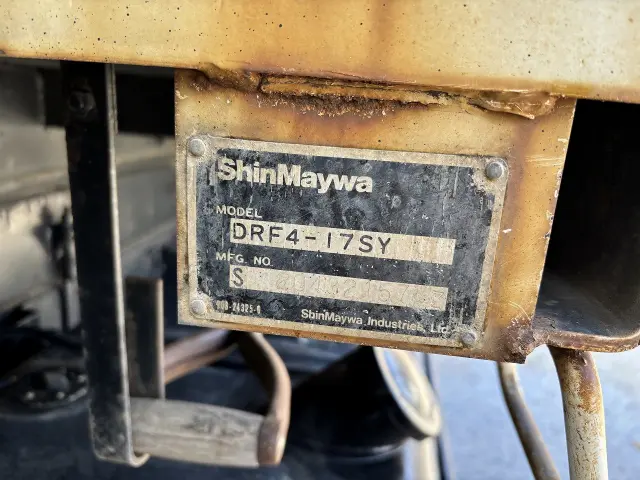 ShinMaywa
MODEL
DRF4-17SY
MFG NO.
S
ShinMaywa Industries, Ltd.